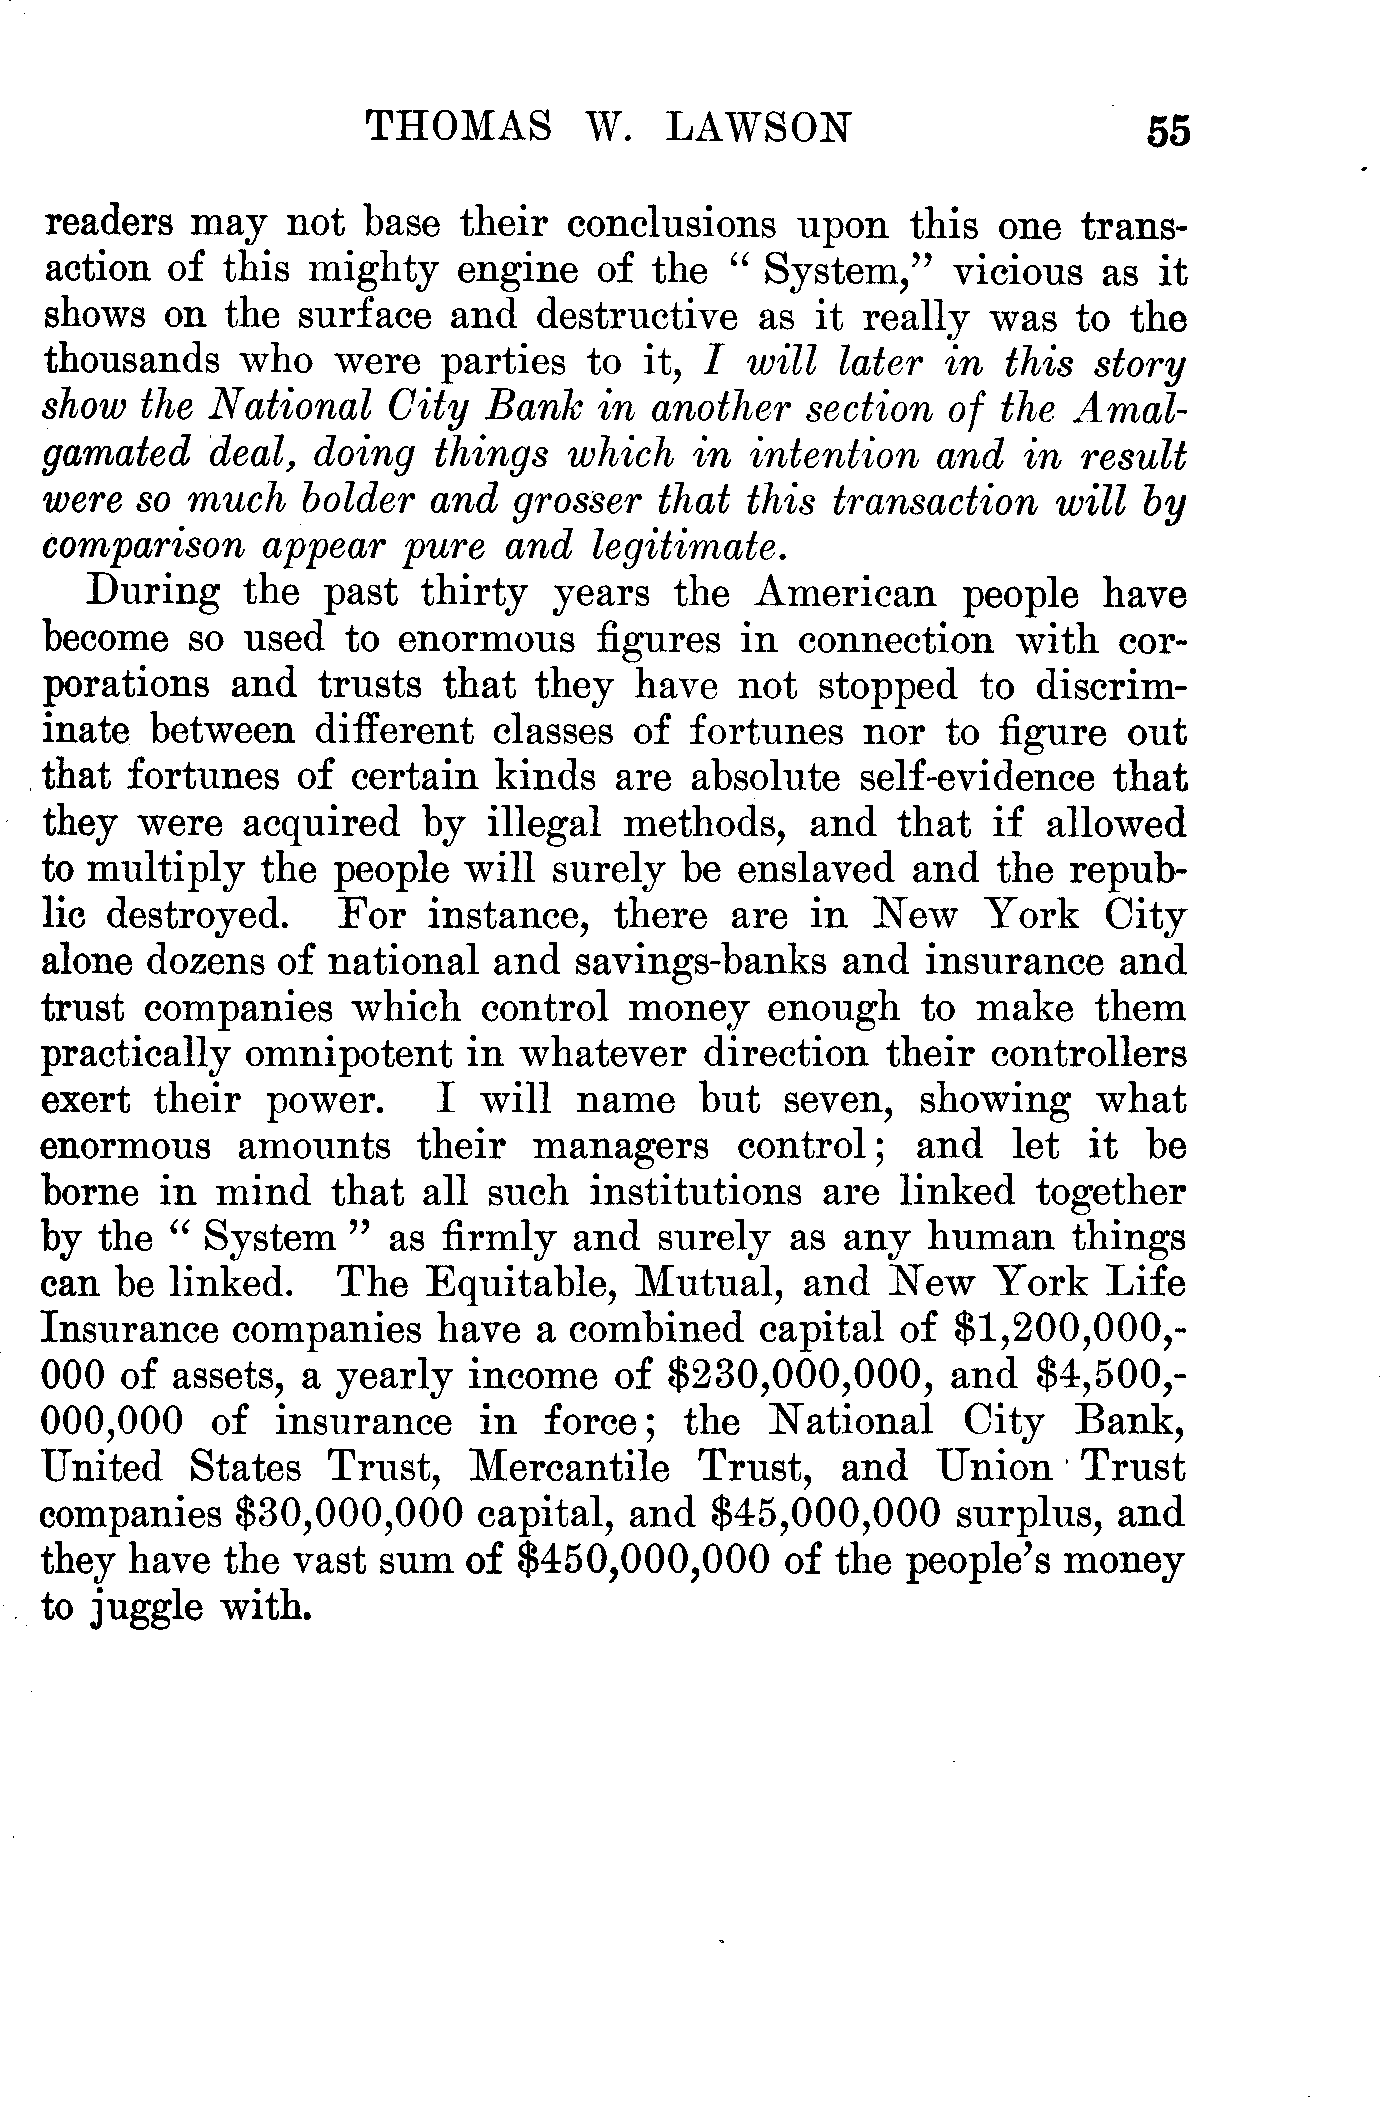 THOMAS W. LAWSON 55
readers may not base their conclusions upon this one trans-
action of this mighty engine of the “ System,” vicious as it
shows on the surface and destructive as it really was to the
thousands who were parties to it, I will later in this story
show the National City Bank in another section of the Amal-
gamated deal, doing things which in intention and in result
were so much bolder and grosser that this transaction will by
comparison appear pure and legitimate.
During the past thirty years the American people have
become so used to enormous figures in connection with cor-
porations and trusts that they have not stopped to discrim-
inate between different classes of fortunes nor to figure out
that fortunes of certain kinds are absolute self-evidence that
they were acquired by illegal methods, and that if allowed
to multiply the people will surely be enslaved and the repub-
lic destroyed. For instance, there are in New York City
alone dozens of national and savings-banks and insurance and
trust companies which control money enough to make them
practically omnipotent in whatever direction their controllers
exert their power. I will name but seven, showing what
enormous amounts their managers control; and let it be
borne in mind that all such institutions are linked together
by the “ System ” as firmly and surely as any human things
can be linked. The Equitable, Mutual, and New York Life
Insurance companies have a combined capital of $1,200,000,-
000 of assets, a yearly income of $230,000,000, and $4,500,-
000,000 of insurance in force; the National City Bank,
United States Trust, Mercantile Trust, and Union Trust
companies $30,000,000 capital, and $45,000,000 surplus, and
they have the vast sum of $450,000,000 of the people’s money
to juggle with.